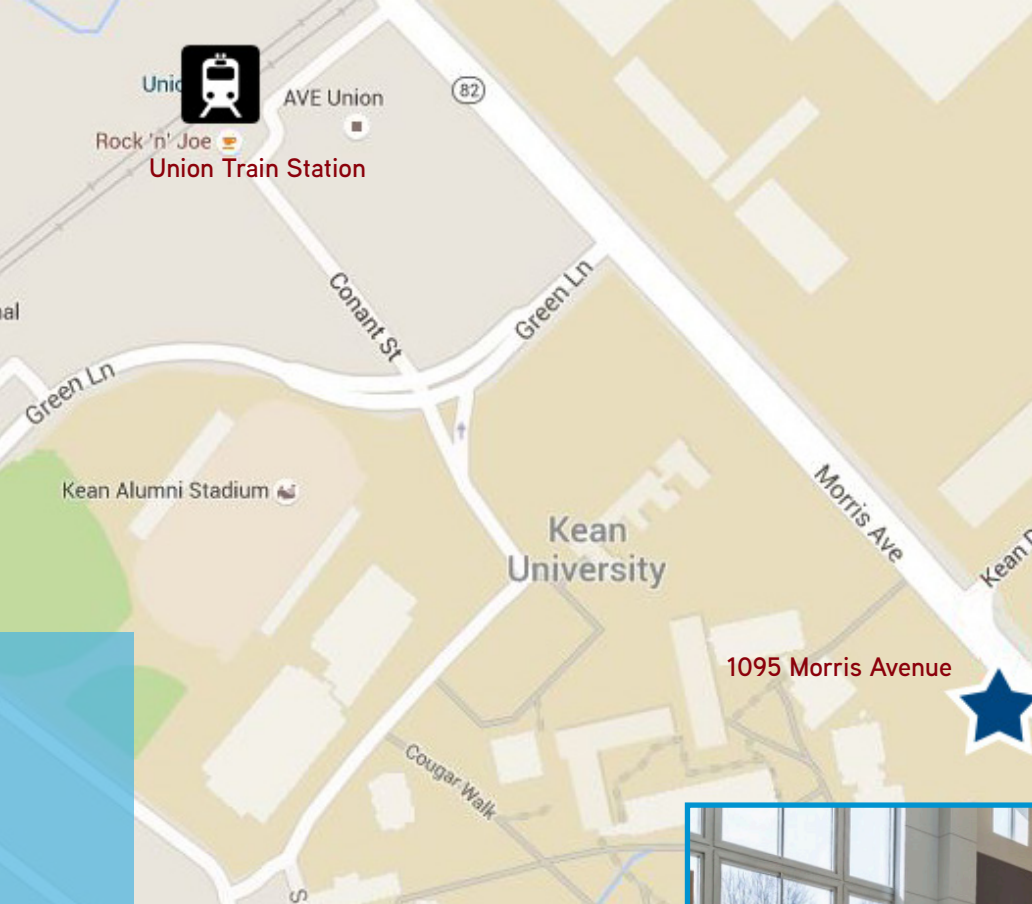 82
AVE Union
Rock 'n' Joe
Union Train Station
Conant St
Green Ln
Green Ln
Kean Alumni Stadium
Kean
University
Morris Ave
Kean
1095 Morris Avenue
Cougar Walk
S